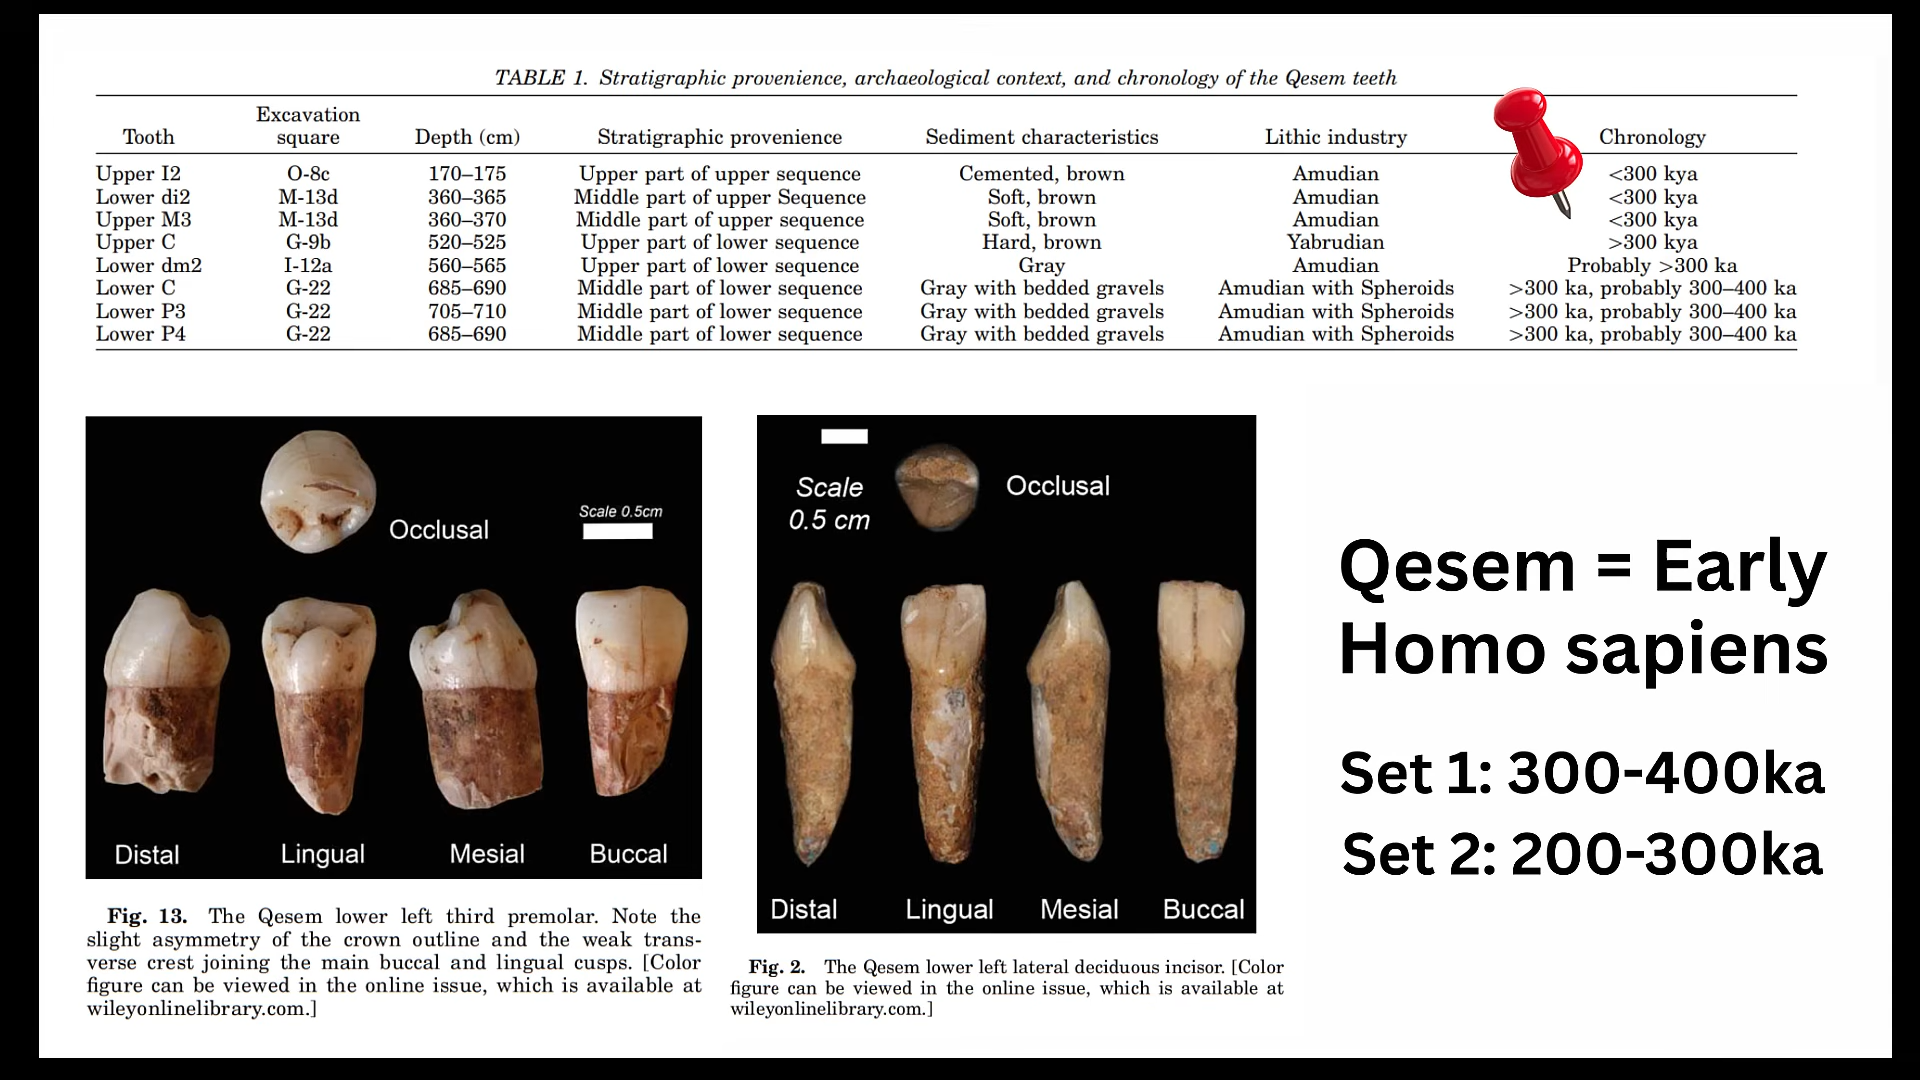 TABLE 1. Stratigraphic provenience, archaeological context, and chronology of the Qesem teeth
Tooth Excavation square Depth (cm) Stratigraphic provenience Sediment characteristics Lithic industry Chronology
Upper I2 O-8c 170–175 Upper part of upper sequence Cemented, brown Amudian <300 kya
Lower di2 M-13d 360–365 Middle part of upper Sequence Soft, brown Amudian <300 kya
Upper M3 M-13d 360–370 Middle part of upper sequence Soft, brown Amudian <300 kya
Upper C G-9b 520–525 Upper part of lower sequence Hard, brown Yabrudian >300 kya
Lower dm2 I-12a 560–565 Upper part of lower sequence Gray Amudian Probably >300 ka
Lower C G-22 685–690 Middle part of lower sequence Gray with bedded gravels Amudian with Spheroids >300 ka, probably 300–400 ka
Lower P3 G-22 705–710 Middle part of lower sequence Gray with bedded gravels Amudian with Spheroids >300 ka, probably 300–400 ka
Lower P4 G-22 685–690 Middle part of lower sequence Gray with bedded gravels Amudian with Spheroids >300 ka, probably 300–400 ka
Occlusal
Scale 0.5cm
Distal Lingual Mesial Buccal
Fig. 13. The Qesem lower left third premolar. Note the
slight asymmetry of the crown outline and the weak trans-
verse crest joining the main buccal and lingual cusps. [Color
figure can be viewed in the online issue, which is available at
wileyonlinelibrary.com.]
Scale
0.5 cm
Occlusal
Distal Lingual Mesial Buccal
Fig. 2. The Qesem lower left lateral deciduous incisor. [Color
figure can be viewed in the online issue, which is available at
wileyonlinelibrary.com.]
Qesem = Early
Homo sapiens
Set 1: 300-400ka
Set 2: 200-300ka